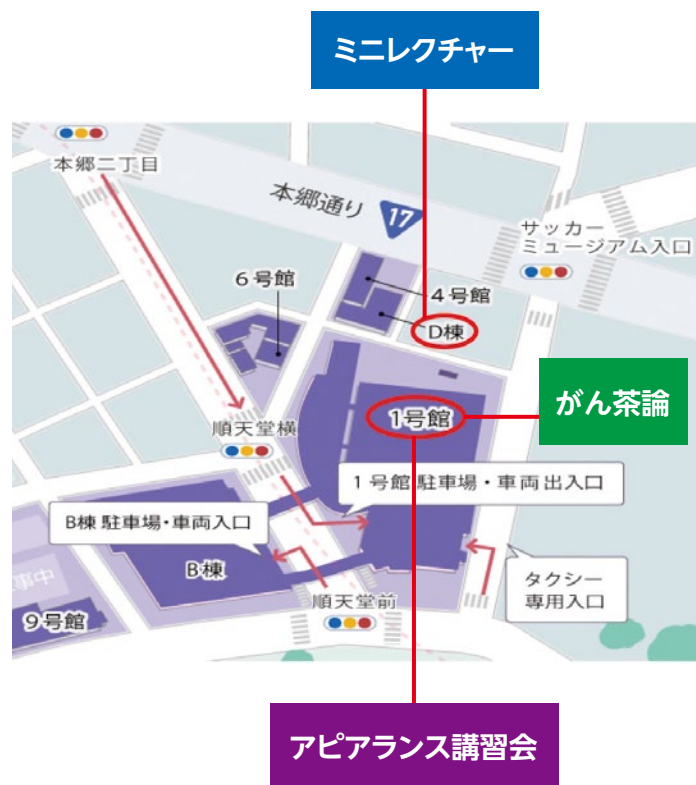 ミニレクチャー
本郷二丁目
本郷通り
17
サッカー
ミュージアム入口
6号館
4号館
D棟
がん茶論
1号館
順天堂横
1号館 駐車場・車両出入口
B棟 駐車場・車両入口
B棟
タクシー
専用入口
順天堂前
事中
9号館
アピアランス講習会